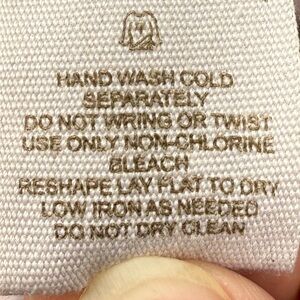 HAND WASH COLD
SEPARATELY
DO NOT WRING OR TWIST
USE ONLY NON-CHLORINE
BLEACH
RESHAPE LAY FLAT TO DRY
LOW IRON AS NEEDED
DO NOT DRY CLEAN